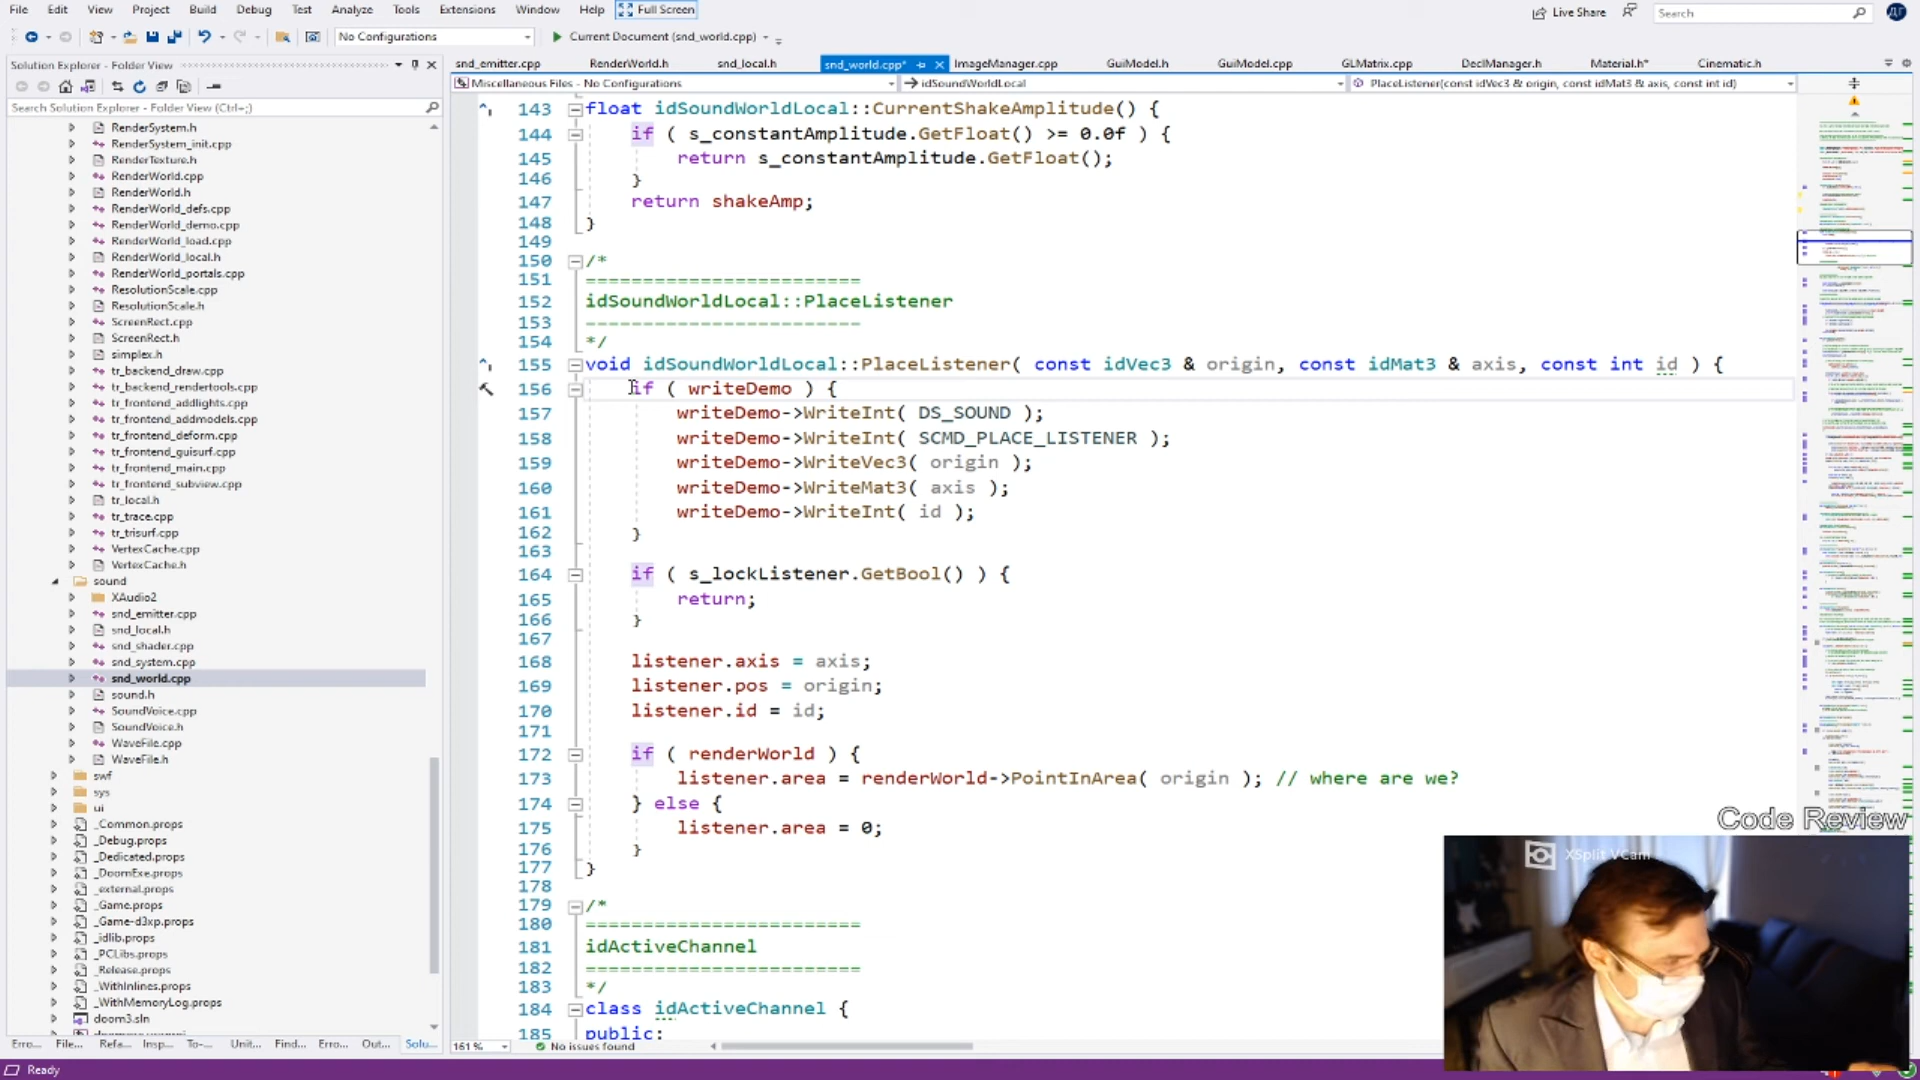 File Edit View Project Build Debug Test Analyze Tools Extensions Window Help Full Screen
Live Share Search ДГ
No Configurations Current Document (snd_world.cpp)
Solution Explorer - Folder View
Search Solution Explorer - Folder View (Ctrl+;)
RenderSystem.h
RenderSystem_init.cpp
RenderTexture.h
RenderWorld.cpp
RenderWorld.h
RenderWorld_defs.cpp
RenderWorld_demo.cpp
RenderWorld_load.cpp
RenderWorld_local.h
RenderWorld_portals.cpp
ResolutionScale.cpp
ResolutionScale.h
ScreenRect.cpp
ScreenRect.h
simplex.h
tr_backend_draw.cpp
tr_backend_rendertools.cpp
tr_frontend_addlights.cpp
tr_frontend_addmodels.cpp
tr_frontend_deform.cpp
tr_frontend_guisurf.cpp
tr_frontend_main.cpp
tr_frontend_subview.cpp
tr_local.h
tr_trace.cpp
tr_trisurf.cpp
VertexCache.cpp
VertexCache.h
sound
XAudio2
snd_emitter.cpp
snd_local.h
snd_shader.cpp
snd_system.cpp
snd_world.cpp
sound.h
SoundVoice.cpp
SoundVoice.h
WaveFile.cpp
WaveFile.h
swf
sys
ui
_Common.props
_Debug.props
_Dedicated.props
_DoomExe.props
_external.props
_Game.props
_Game-d3xp.props
_idlib.props
_PCLibs.props
_Release.props
_WithInlines.props
_WithMemoryLog.props
doom3.sln
Erro... File... Refa... Insp... To-... Unit... Find... Erro... Out... Solu...
snd_emitter.cpp RenderWorld.h snd_local.h snd_world.cpp* ImageManager.cpp GuiModel.h GuiModel.cpp GLMatrix.cpp DeclManager.h Material.h* Cinematic.h
Miscellaneous Files - No Configurations idSoundWorldLocal PlaceListener(const idVec3 & origin, const idMat3 & axis, const int id)
143 float idSoundWorldLocal::CurrentShakeAmplitude() {
144 if ( s_constantAmplitude.GetFloat() >= 0.0f ) {
145 return s_constantAmplitude.GetFloat();
146 }
147 return shakeAmp;
148 }
149
150 /*
151 ========================
152 idSoundWorldLocal::PlaceListener
153 ========================
154 */
155 void idSoundWorldLocal::PlaceListener( const idVec3 & origin, const idMat3 & axis, const int id ) {
156 if ( writeDemo ) {
157 writeDemo->WriteInt( DS_SOUND );
158 writeDemo->WriteInt( SCMD_PLACE_LISTENER );
159 writeDemo->WriteVec3( origin );
160 writeDemo->WriteMat3( axis );
161 writeDemo->WriteInt( id );
162 }
163
164 if ( s_lockListener.GetBool() ) {
165 return;
166 }
167
168 listener.axis = axis;
169 listener.pos = origin;
170 listener.id = id;
171
172 if ( renderWorld ) {
173 listener.area = renderWorld->PointInArea( origin ); // where are we?
174 } else {
175 listener.area = 0;
176 }
177 }
178
179 /*
180 ========================
181 idActiveChannel
182 ========================
183 */
184 class idActiveChannel {
185 public:
161 % No issues found
Code Review
XSplit VCam
Ready